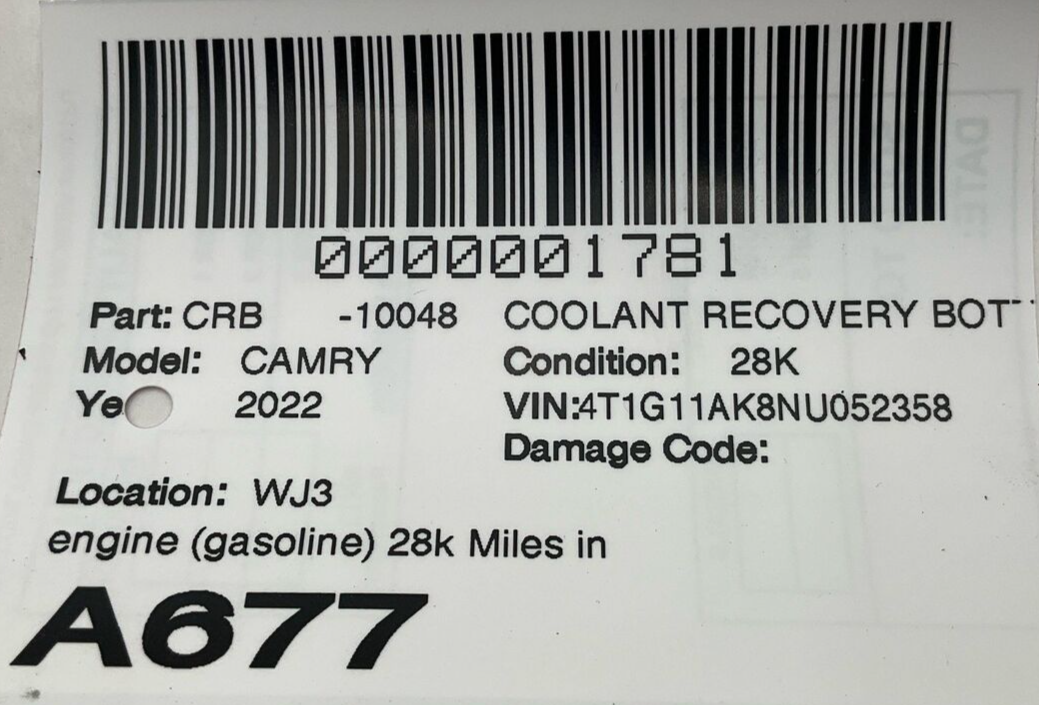 0000001781
Part: CRB -10048 COOLANT RECOVERY BOT
Model: CAMRY Condition: 28K
Ye 2022 VIN:4T1G11AK8NU052358
Damage Code:
Location: WJ3
engine (gasoline) 28k Miles in
A677